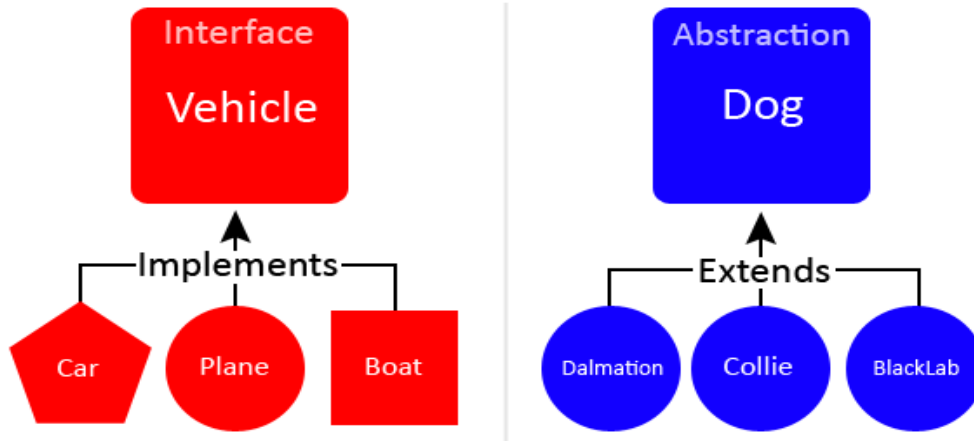 Interface
Vehicle
Implements
Car
Plane
Boat
Abstraction
Dog
Extends
Dalmation
Collie
BlackLab